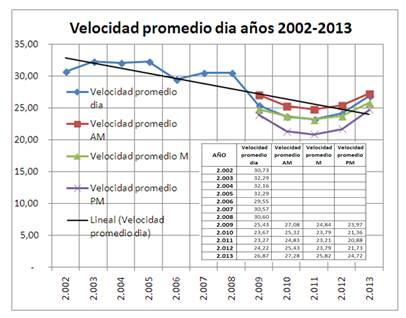 Velocidad promedio dia años 2002-2013
35,00
30,00
25,00
20,00
15,00
10,00
5,00
-
Velocidad promedio
dia
Velocidad promedio
AM
Velocidad promedio M
Velocidad promedio
PM
Lineal (Velocidad
promedio dia)
AÑO Velocidad promedio dia Velocidad promedio AM Velocidad promedio M Velocidad promedio PM
2.002 30,73
2.003 32,29
2.004 32,16
2.005 32,29
2.006 29,55
2.007 30,57
2.008 30,60
2.009 25,43 27,08 24,84 23,97
2.010 23,67 25,32 23,79 21,36
2.011 23,27 24,83 23,21 20,88
2.012 24,22 25,43 23,79 21,73
2.013 26,87 27,28 25,82 24,72
2.002 2.003 2.004 2.005 2.006 2.007 2.008 2.009 2.010 2.011 2.012 2.013